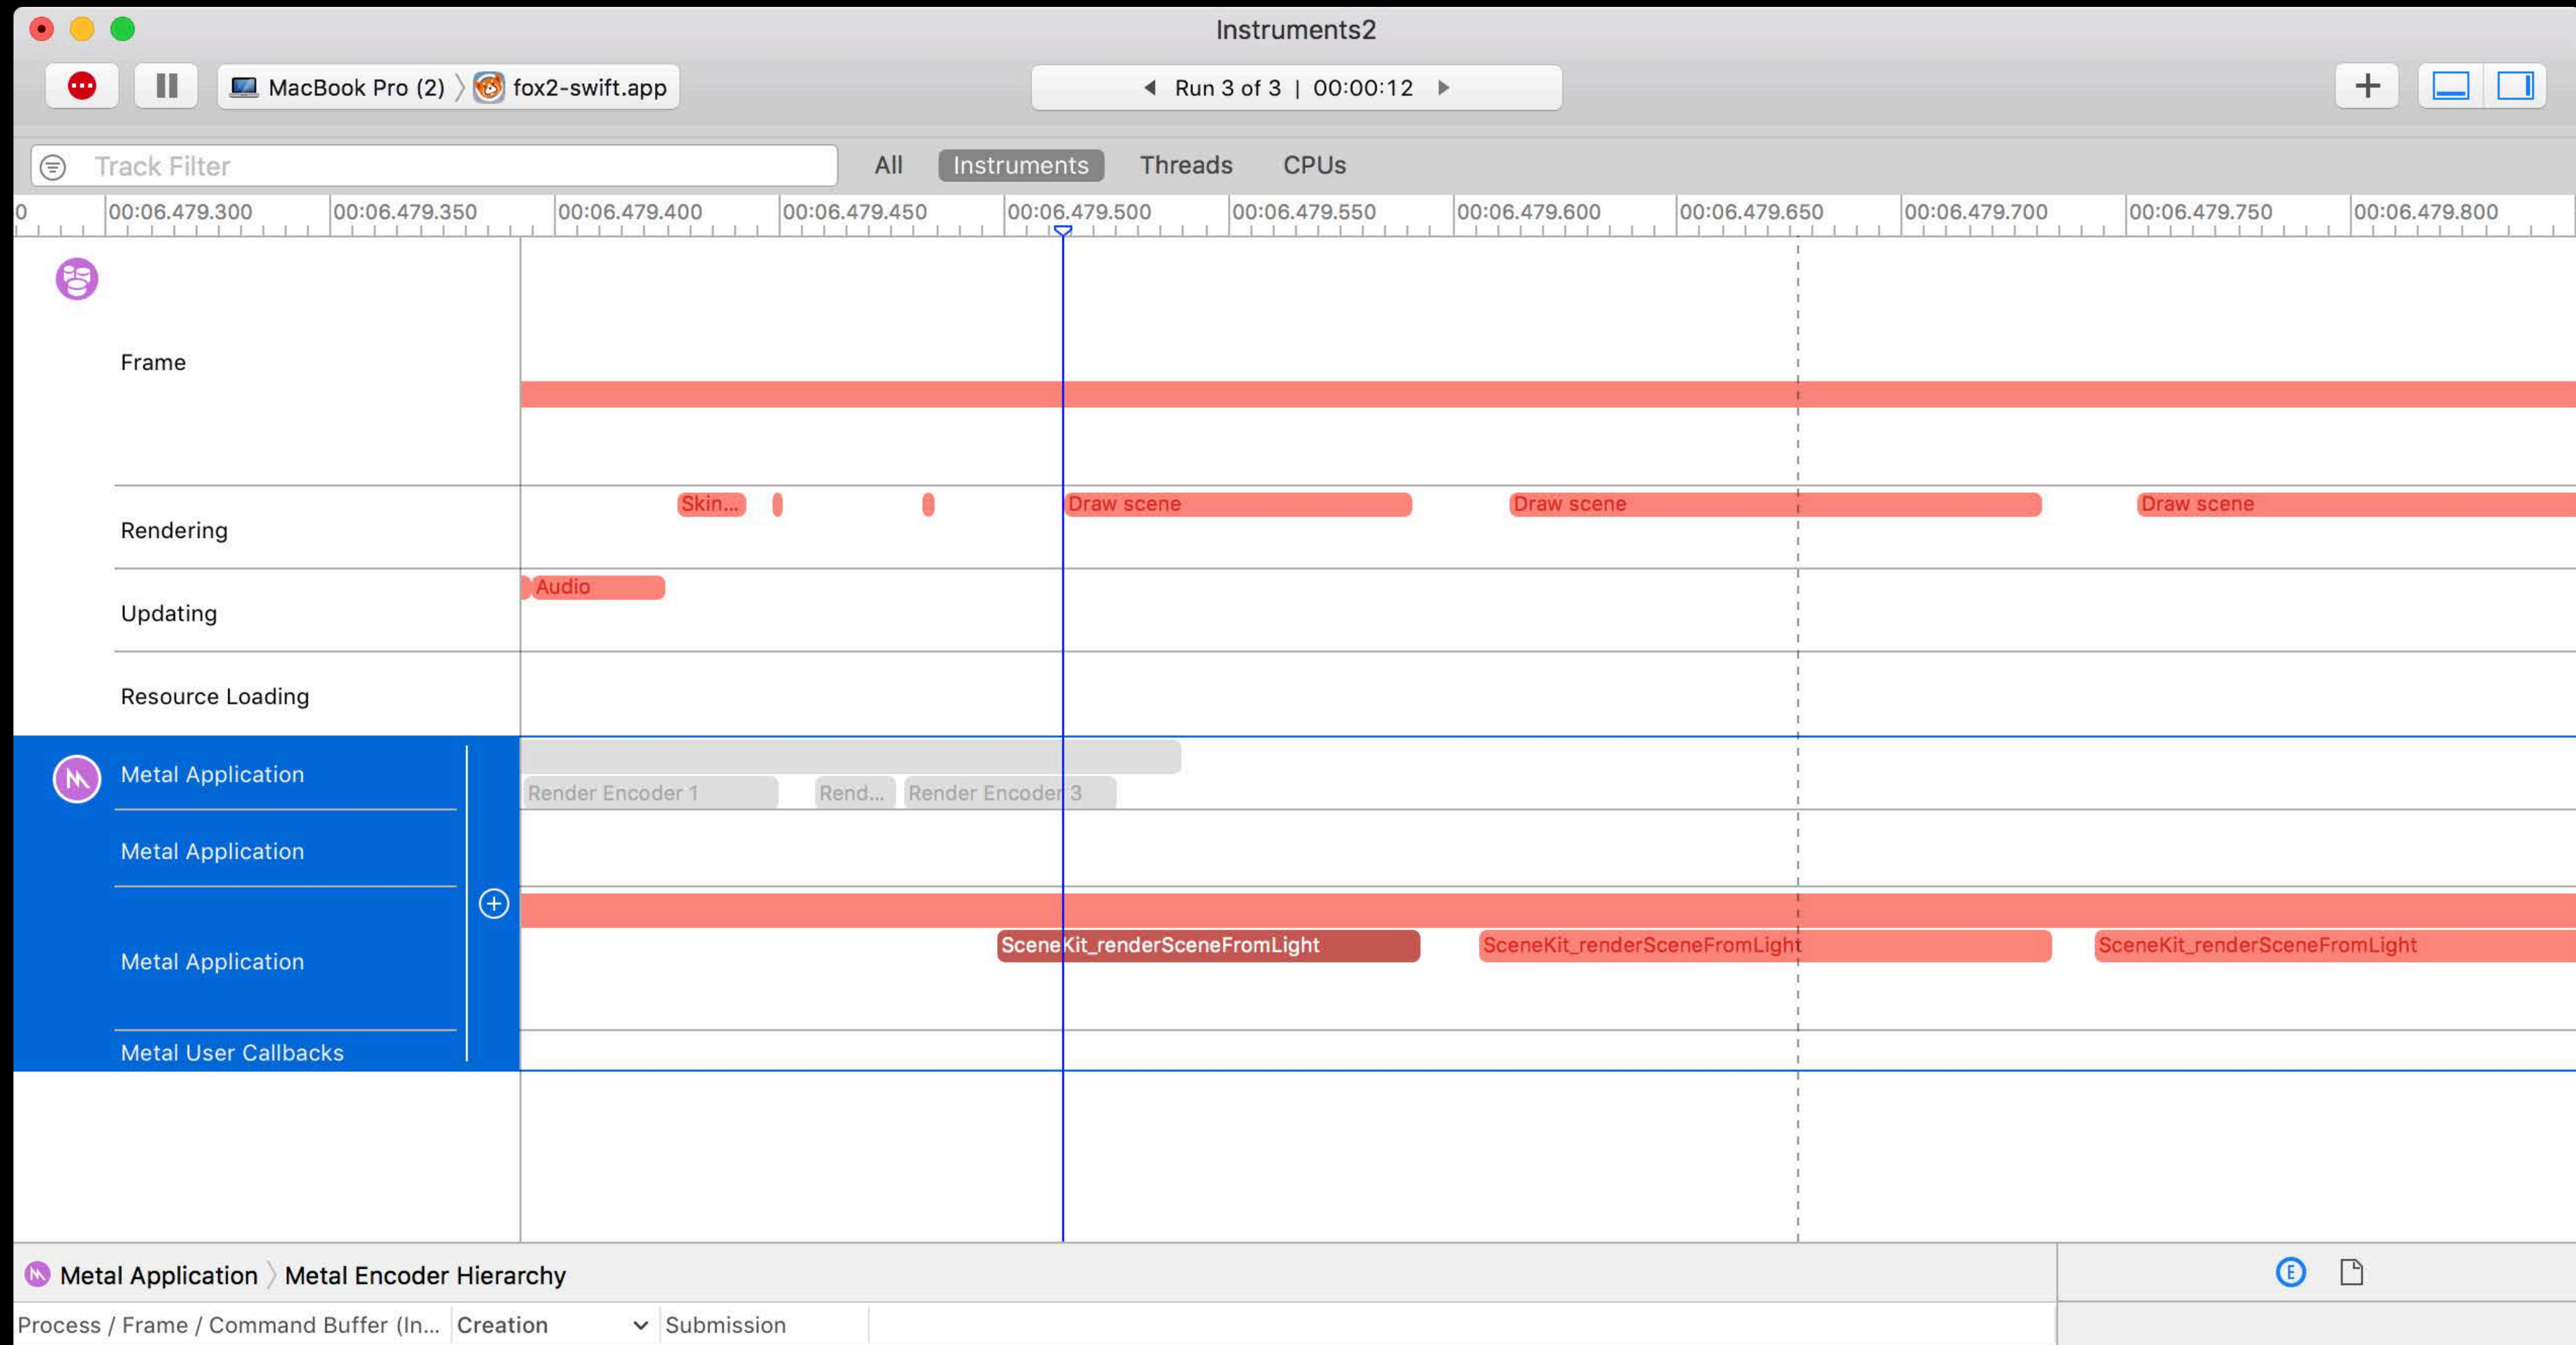 Instruments2
MacBook Pro (2) 〉 fox2-swift.app
Run 3 of 3 | 00:00:12
Track Filter
All Instruments Threads CPUs
0 00:06.479.300 00:06.479.350 00:06.479.400 00:06.479.450 00:06.479.500 00:06.479.550 00:06.479.600 00:06.479.650 00:06.479.700 00:06.479.750 00:06.479.800
Frame
Skin... Draw scene Draw scene Draw scene
Rendering
Audio
Updating
Resource Loading
Metal Application
Render Encoder 1 Rend... Render Encoder 3
Metal Application
SceneKit_renderSceneFromLight SceneKit_renderSceneFromLight SceneKit_renderSceneFromLight
Metal Application
Metal User Callbacks
Metal Application 〉 Metal Encoder Hierarchy
E
Process / Frame / Command Buffer (In... Creation Submission